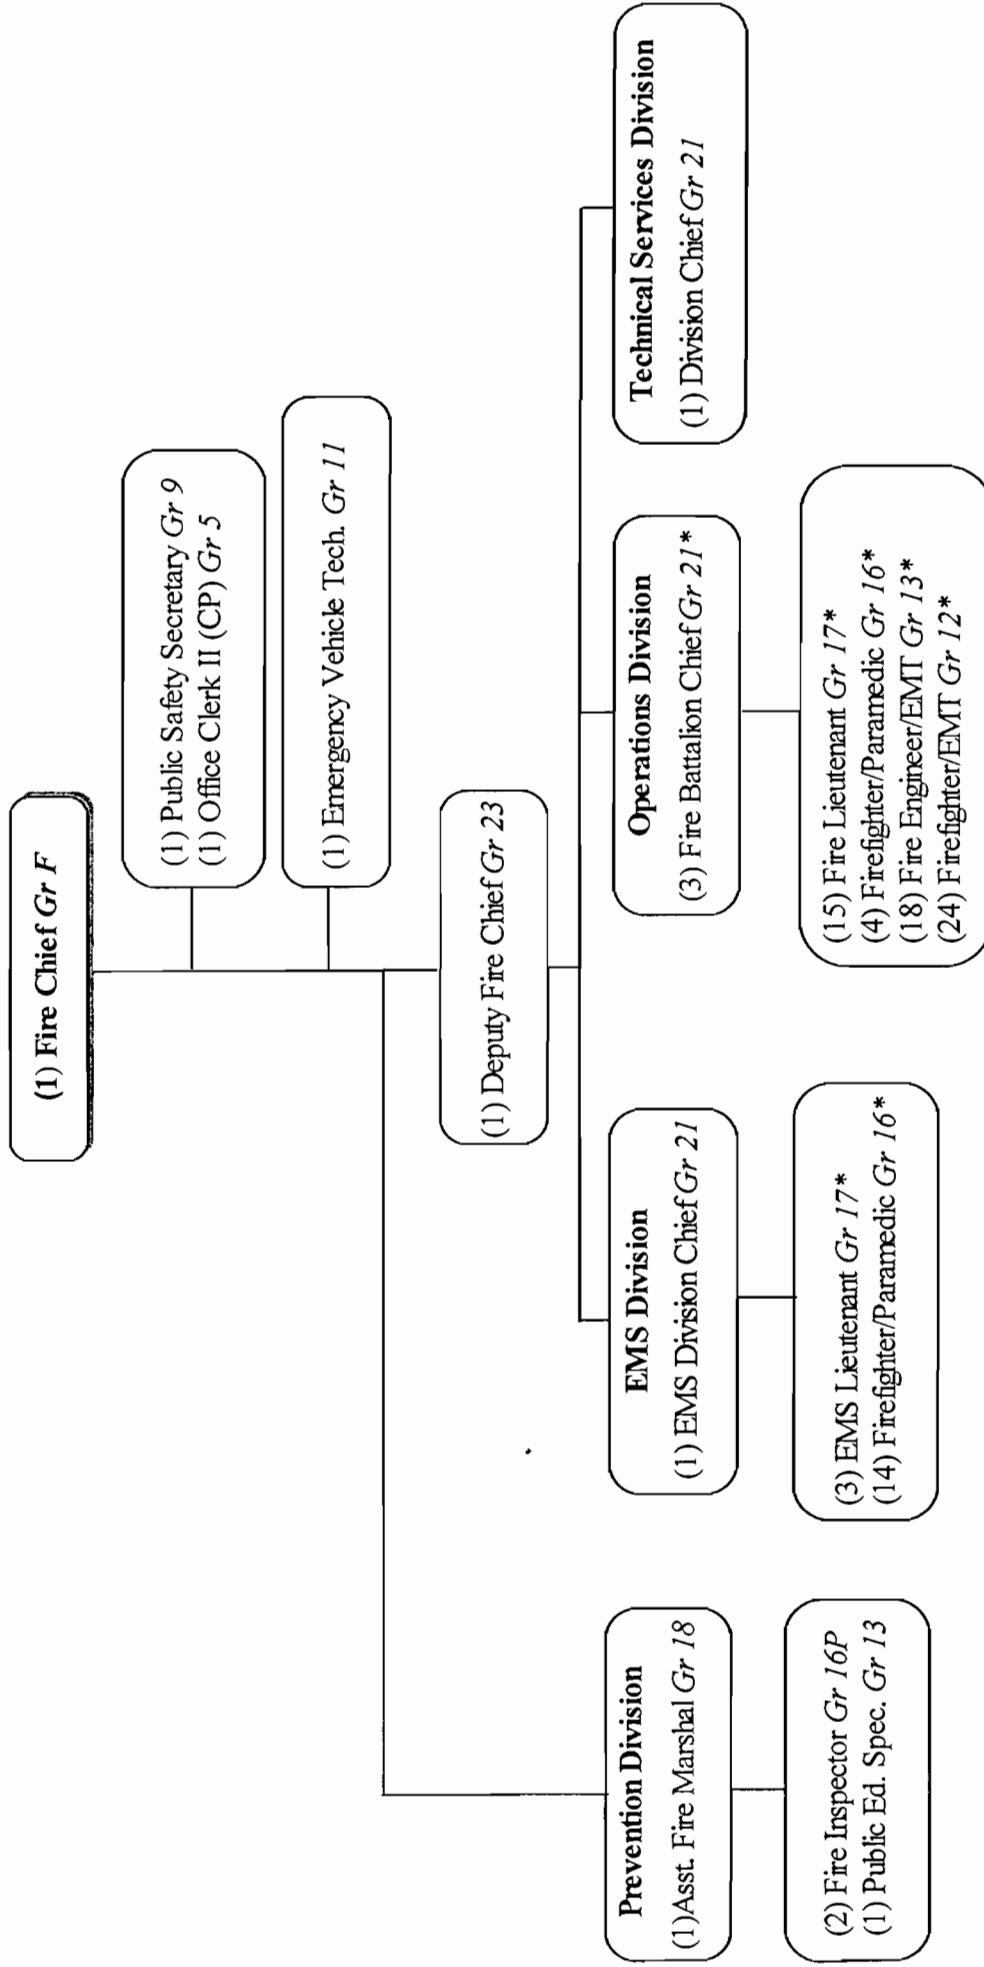 (1) Fire Chief Gr F
(1) Public Safety Secretary Gr 9
(1) Office Clerk II (CP) Gr 5
(1) Emergency Vehicle Tech. Gr 11
(1) Deputy Fire Chief Gr 23
Prevention Division
(1)Asst. Fire Marshal Gr 18
(2) Fire Inspector Gr 16P
(1) Public Ed. Spec. Gr 13
EMS Division
(1) EMS Division Chief Gr 21
(3) EMS Lieutenant Gr 17*
(14) Firefighter/Paramedic Gr 16*
Operations Division
(3) Fire Battalion Chief Gr 21*
(15) Fire Lieutenant Gr 17*
(4) Firefighter/Paramedic Gr 16*
(18) Fire Engineer/EMT Gr 13*
(24) Firefighter/EMT Gr 12*
Technical Services Division
(1) Division Chief Gr 21